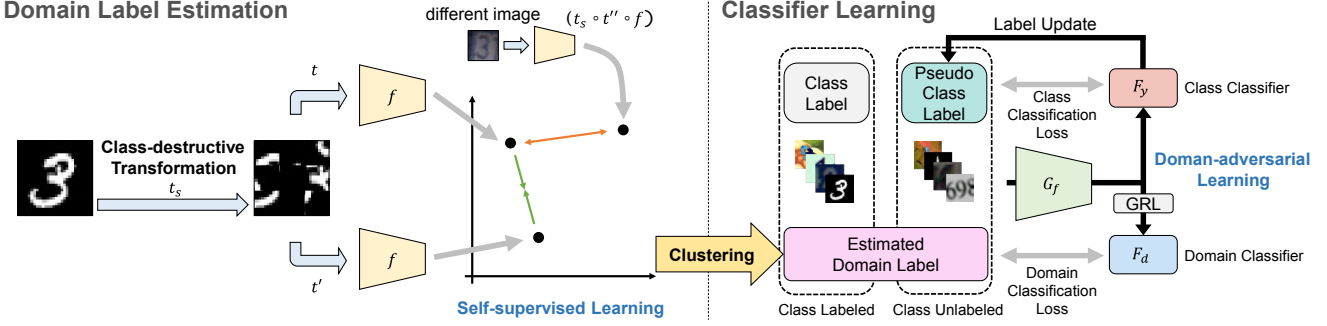 Domain Label Estimation
different image
(t_s ∘ t'' ∘ f)
t
f
Class-destructive
Transformation
t_s
f
t'
Self-supervised Learning
Clustering
Classifier Learning
Label Update
Class
Label
Pseudo
Class
Label
Class
Classification
Loss
F_y
Class Classifier
G_f
Doman-adversarial
Learning
GRL
Estimated
Domain Label
Domain
Classification
Loss
F_d
Domain Classifier
Class Labeled
Class Unlabeled
3
3
3
698